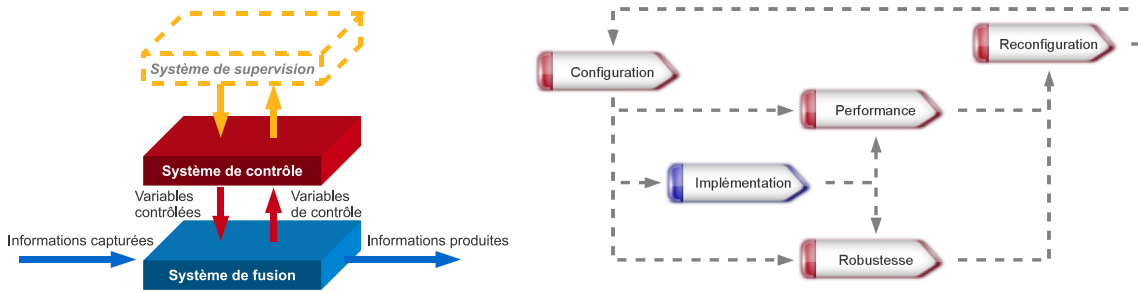 Système de supervision
Système de contrôle
Variables
contrôlées
Variables
de contrôle
Informations capturées
Informations produites
Système de fusion
Reconfiguration
Configuration
Performance
Implémentation
Robustesse